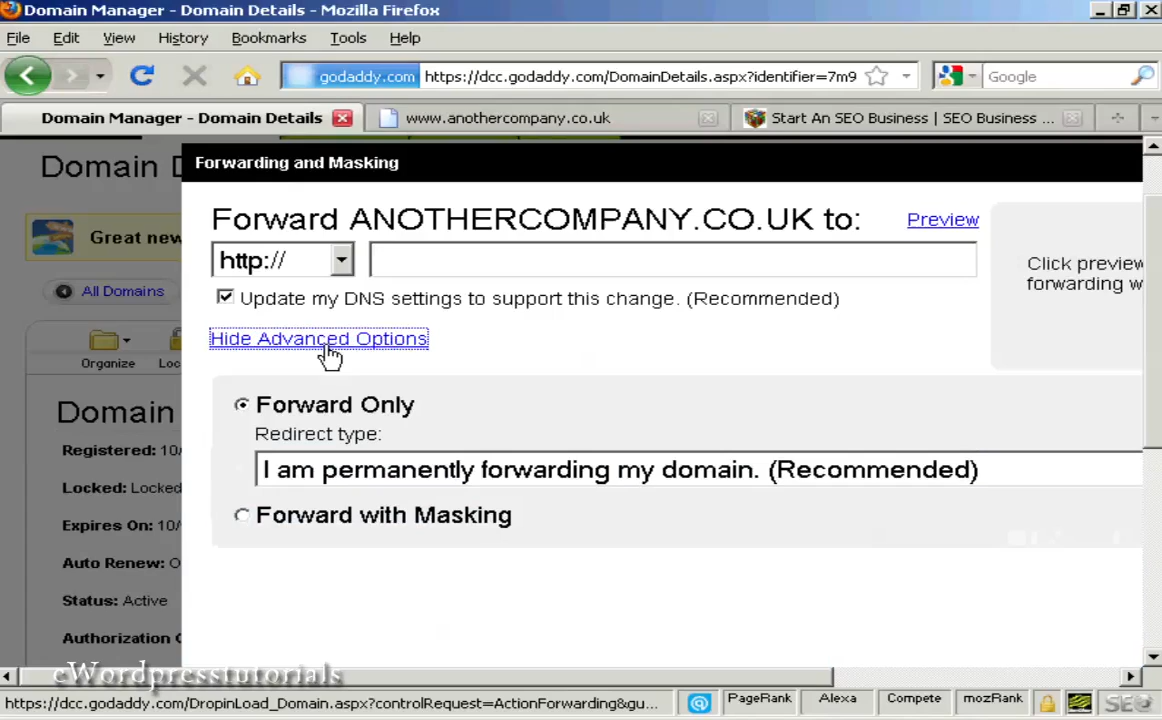 Domain Manager - Domain Details - Mozilla Firefox
File Edit View History Bookmarks Tools Help
godaddy.com https://dcc.godaddy.com/DomainDetails.aspx?identifier=7m9 Google
Domain Manager - Domain Details www.anothercompany.co.uk Start An SEO Business | SEO Business ...
Domain D
Forwarding and Masking
Forward ANOTHERCOMPANY.CO.UK to: Preview
Great new
http://
Click preview
forwarding w
Update my DNS settings to support this change. (Recommended)
All Domains
Hide Advanced Options
Organize Loc
Forward Only
Domain
Redirect type:
Registered: 10/
I am permanently forwarding my domain. (Recommended)
Locked: Locked
Forward with Masking
Expires On: 10/
Auto Renew: O
Status: Active
Authorization C
eWordpresstutorials
https://dcc.godaddy.com/DropinLoad_Domain.aspx?controlRequest=ActionForwarding&gu... PageRank Alexa Compete mozRank SEO